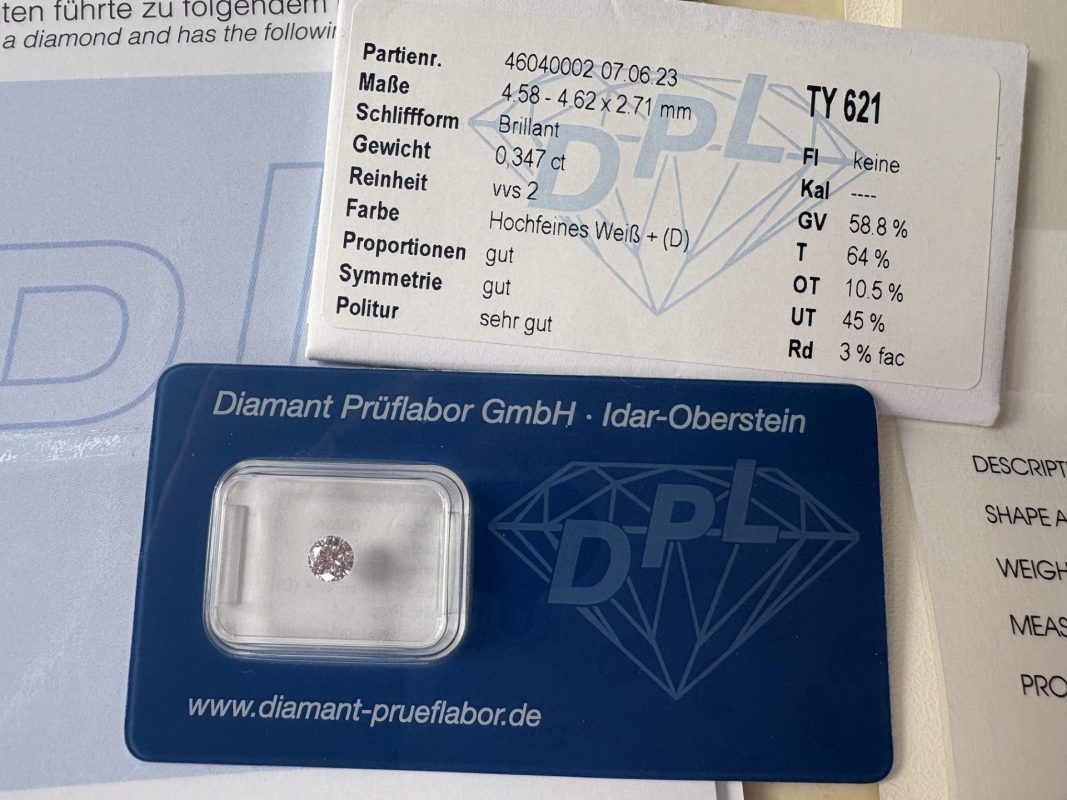 ten führte zu folgendem
a diamond and has the followin
Partienr. 46040002 07.06.23
Maße 4.58 - 4.62 x 2.71 mm
Schliffform Brillant
Gewicht 0,347 ct
Reinheit vvs 2
Farbe Hochfeines Weiß + (D)
Proportionen gut
Symmetrie gut
Politur sehr gut
TY 621
Fl keine
Kal ----
GV 58.8 %
T 64 %
OT 10.5 %
UT 45 %
Rd 3 % fac
DPL
Diamant Prüflabor GmbH · Idar-Oberstein
DPL
www.diamant-prueflabor.de
DESCRIPT
SHAPE A
WEIGH
MEAS
PRO